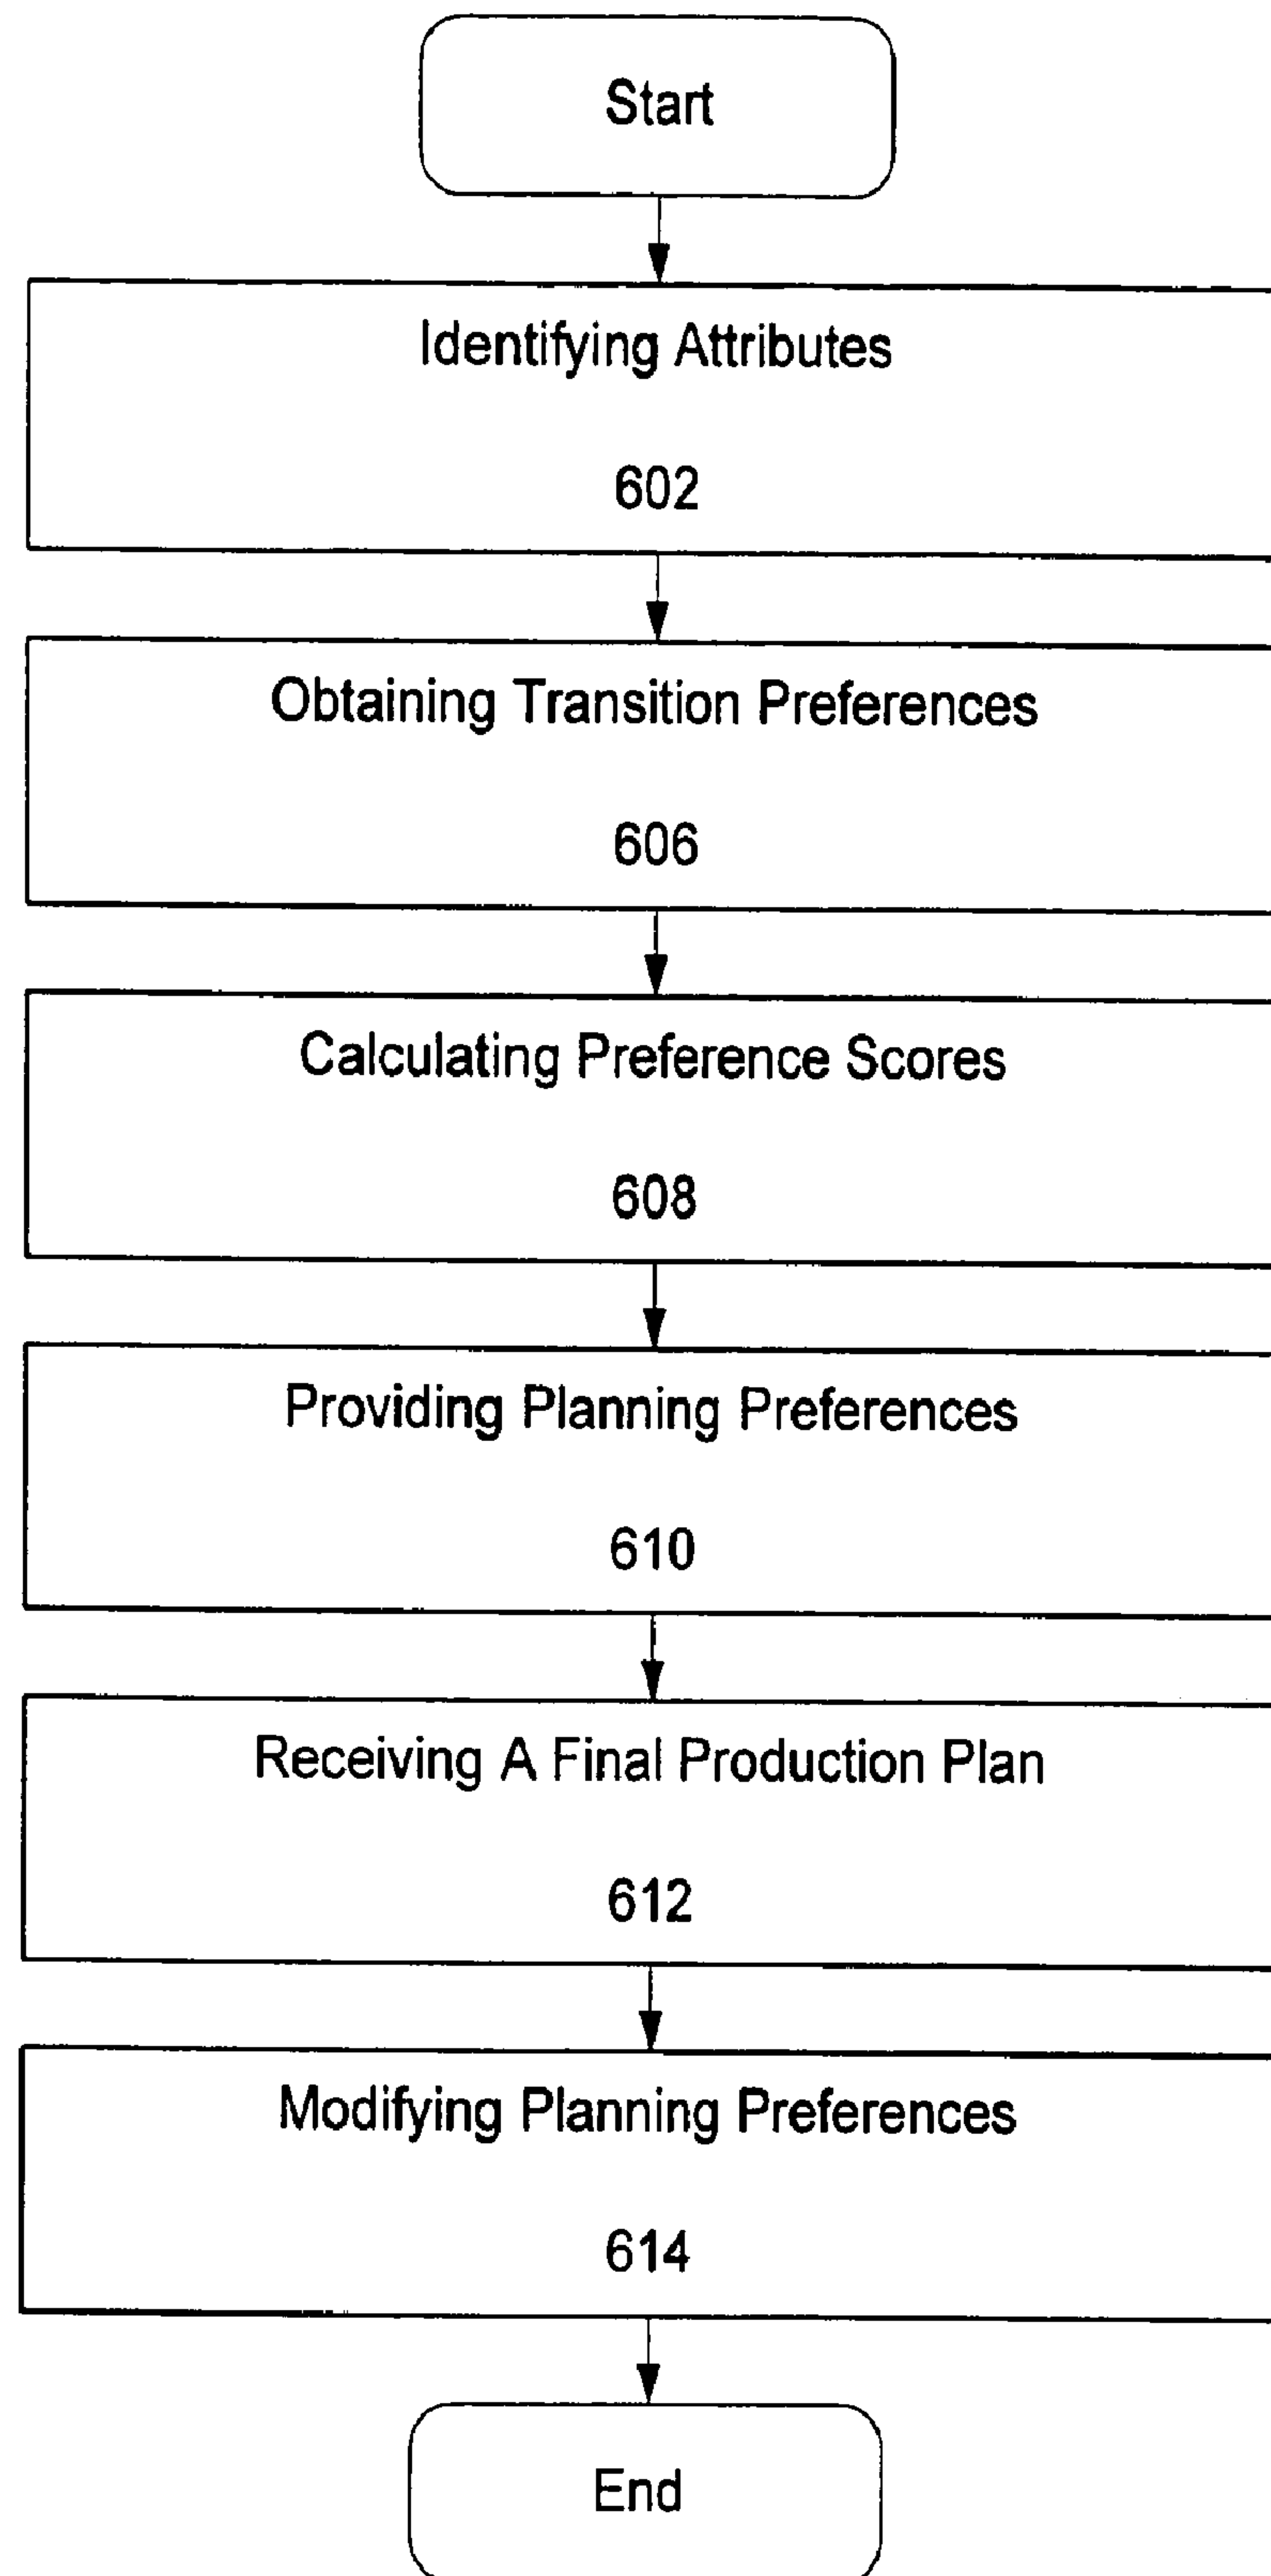 Start
Identifying Attributes
602
Obtaining Transition Preferences
606
Calculating Preference Scores
608
Providing Planning Preferences
610
Receiving A Final Production Plan
612
Modifying Planning Preferences
614
End